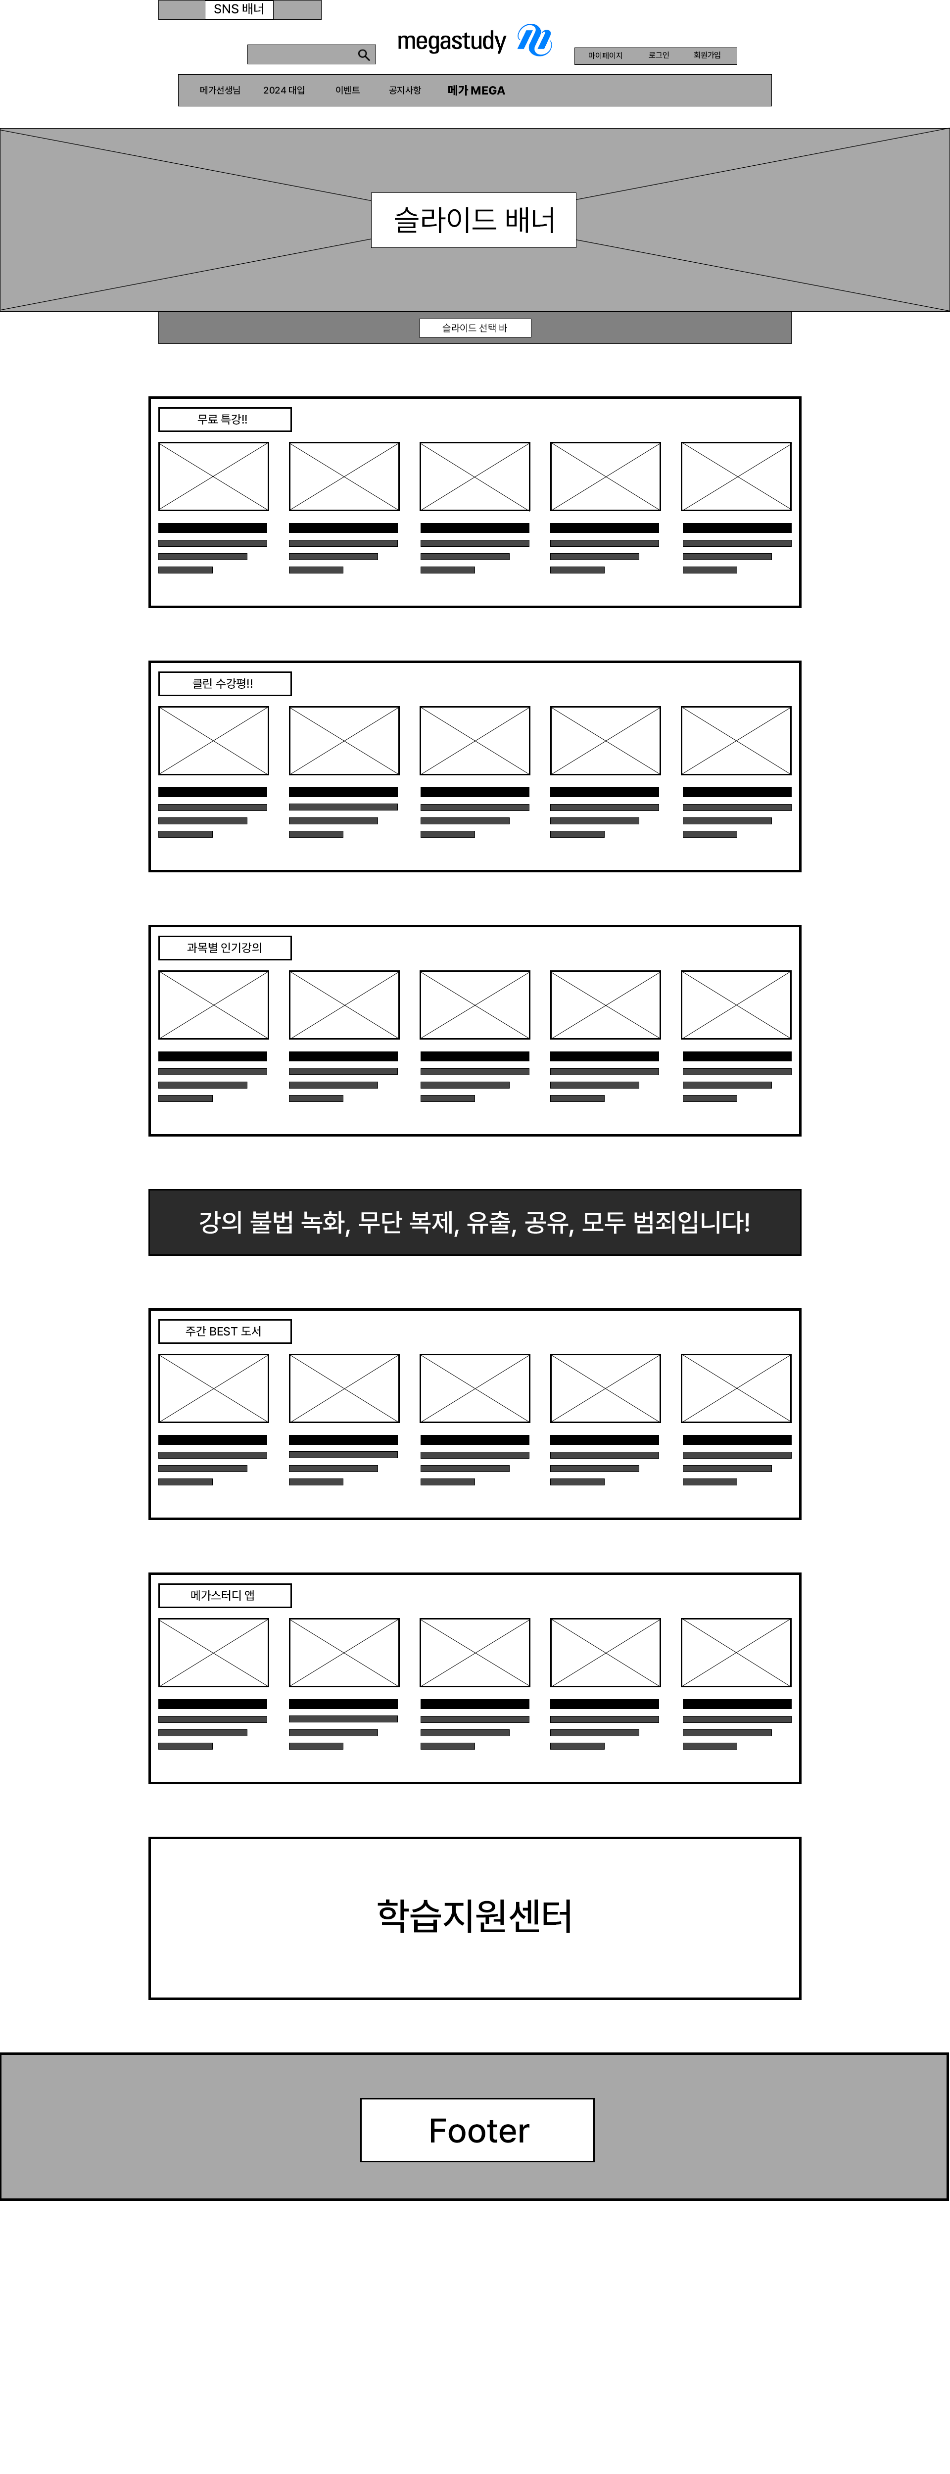 SNS 배너
megastudy
마이페이지 로그인 회원가입
메가선생님 2024 대입 이벤트 공지사항 메가 MEGA
슬라이드 배너
슬라이드 선택 바
무료 특강!!
클린 수강평!!
과목별 인기강의
강의 불법 녹화, 무단 복제, 유출, 공유, 모두 범죄입니다!
주간 BEST 도서
메가스터디 앱
학습지원센터
Footer